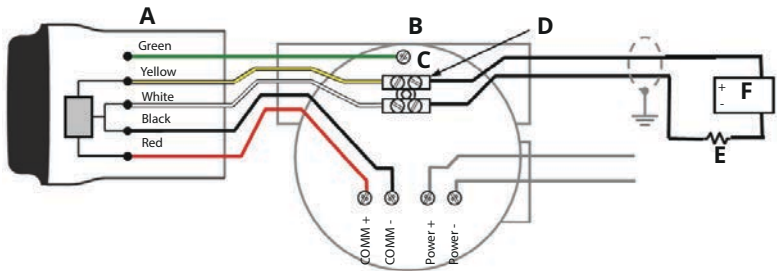 A
B
C
D
Green
Yellow
White
Black
Red
+
-
F
E
COMM +
COMM -
Power +
Power -